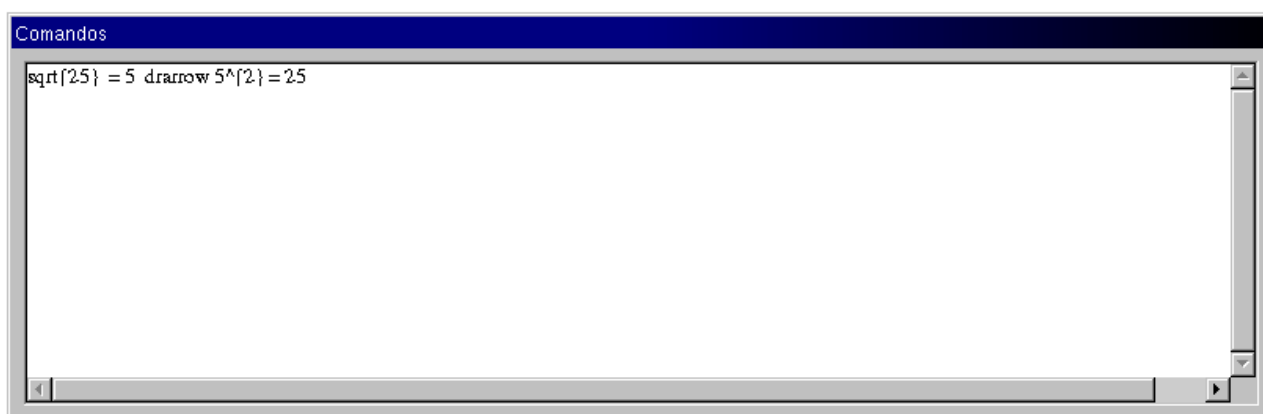 Comandos
sqrt{25} = 5 drarrow 5^{2} = 25